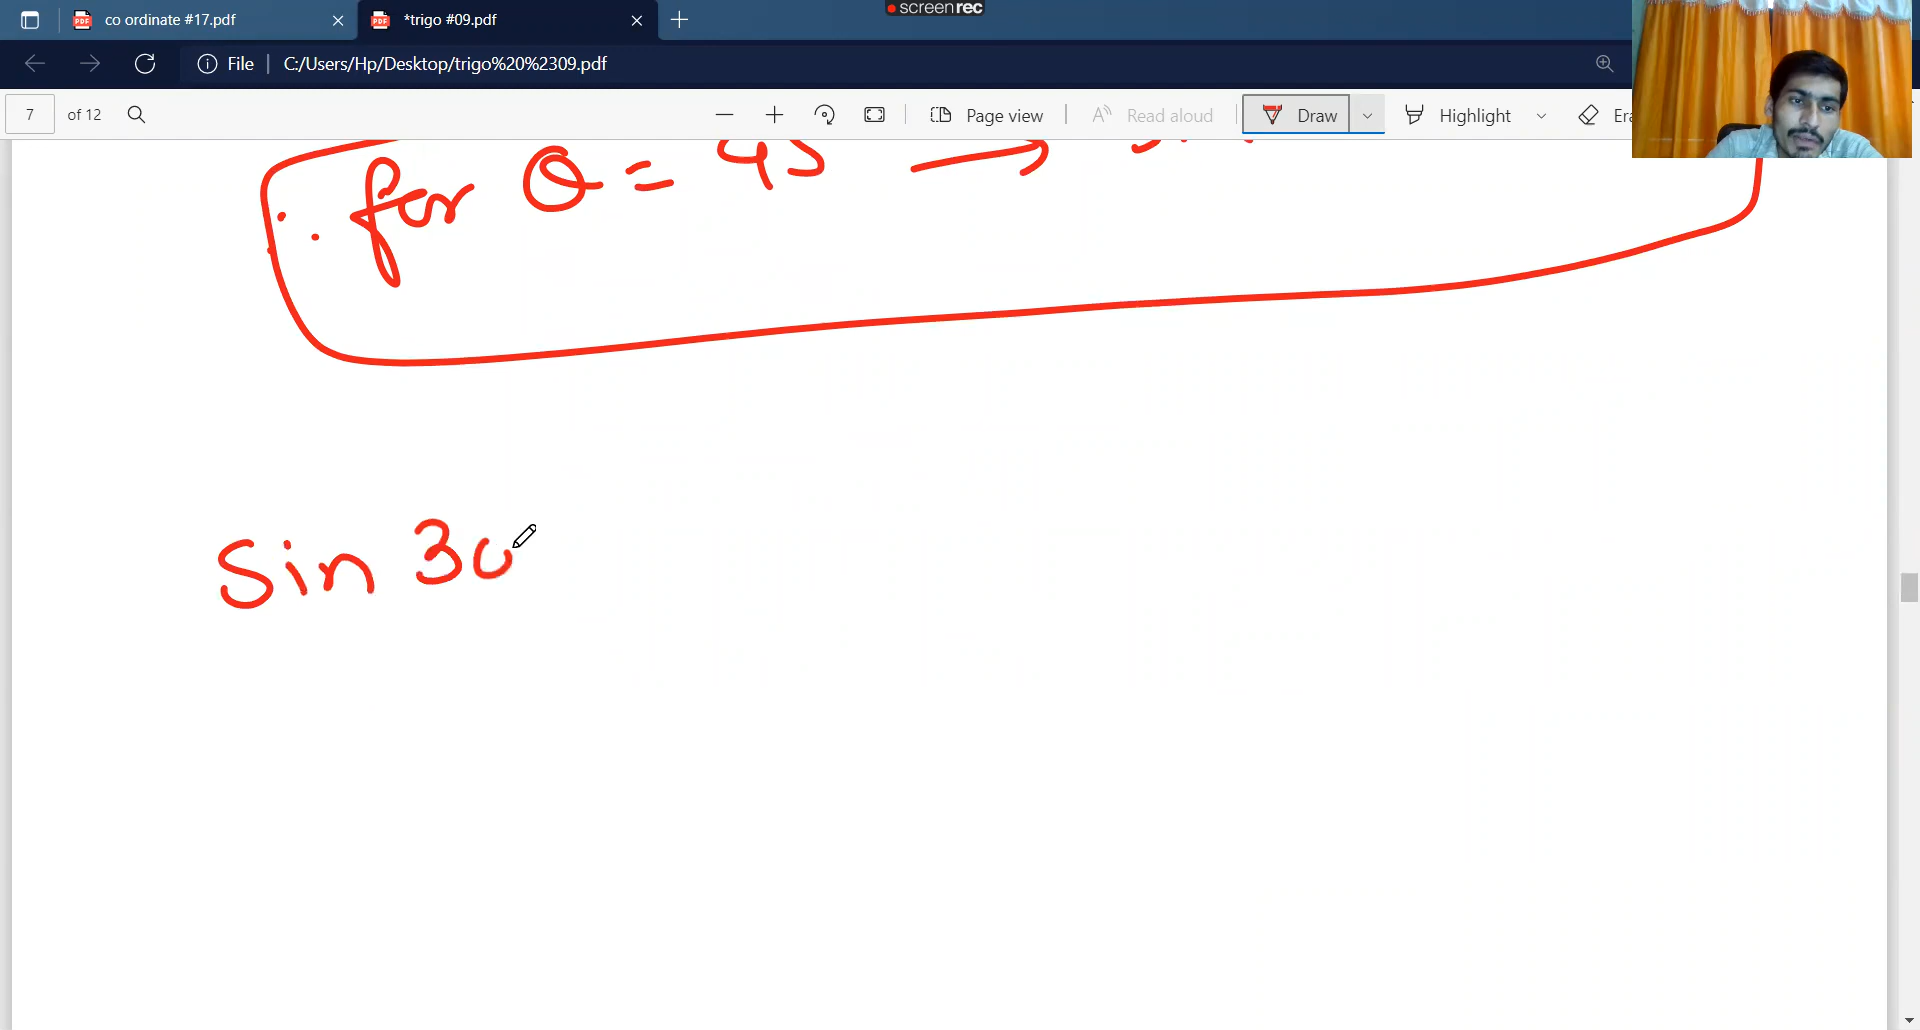 co ordinate #17.pdf
*trigo #09.pdf
screenrec
File
C:/Users/Hp/Desktop/trigo%20%2309.pdf
7 of 12
Page view
Read aloud
Draw
Highlight
∴ for θ = 45 →
Sin 30